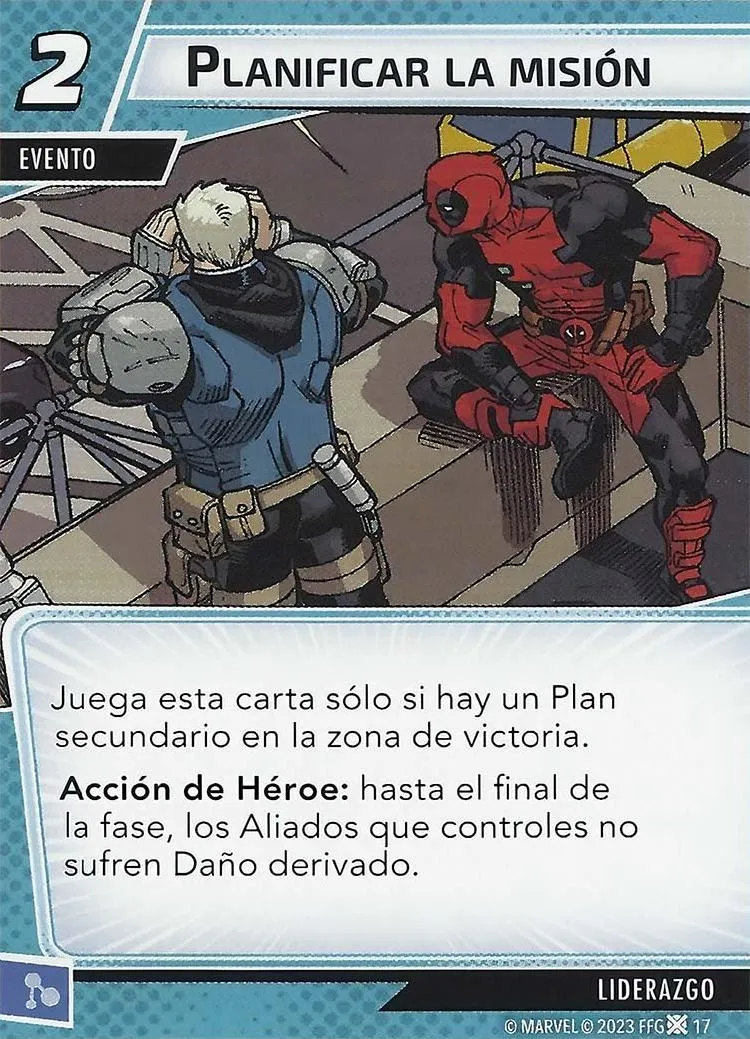 2
PLANIFICAR LA MISIÓN
EVENTO
Juega esta carta sólo si hay un Plan
secundario en la zona de victoria.
Acción de Héroe: hasta el final de
la fase, los Aliados que controles no
sufren Daño derivado.
LIDERAZGO
© MARVEL © 2023 FFG 17